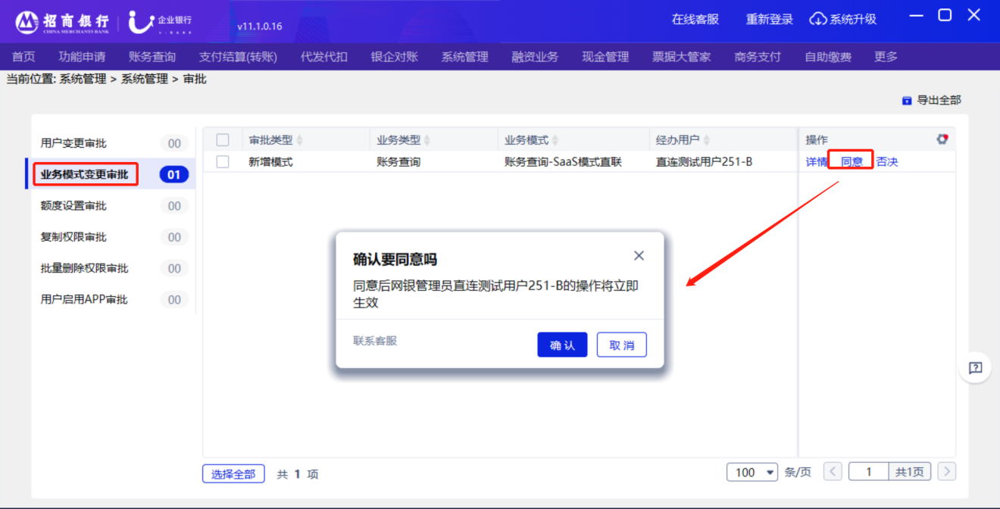 招商银行
CHINA MERCHANTS BANK
企业银行
U-BANK
v11.1.0.16
在线客服
重新登录
系统升级
首页
功能申请
账务查询
支付结算(转账)
代发代扣
银企对账
系统管理
融资业务
现金管理
票据大管家
商务支付
自助缴费
更多
当前位置: 系统管理 > 系统管理 > 审批
导出全部
用户变更审批 00
业务模式变更审批 01
额度设置审批 00
复制权限审批 00
批量删除权限审批 00
用户启用APP审批 00
审批类型 业务类型 业务模式 经办用户 操作
新增模式 账务查询 账务查询-SaaS模式直联 直连测试用户251-B 详情 同意 否决
确认要同意吗
同意后网银管理员直连测试用户251-B的操作将立即
生效
联系客服
确 认
取 消
选择全部
共 1 项
100 条/页
1 共1页